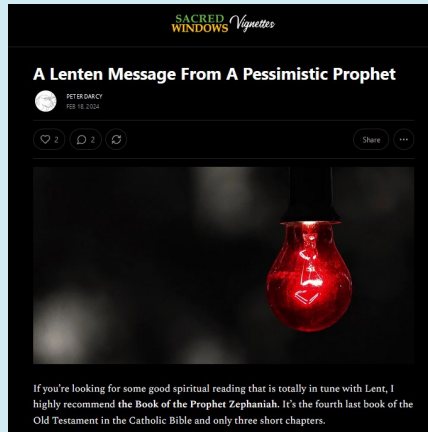 SACRED
WINDOWS Vignettes
A Lenten Message From A Pessimistic Prophet
PETER DARCY
FEB 18, 2024
2
2
Share
If you're looking for some good spiritual reading that is totally in tune with Lent, I
highly recommend the Book of the Prophet Zephaniah. It's the fourth last book of the
Old Testament in the Catholic Bible and only three short chapters.